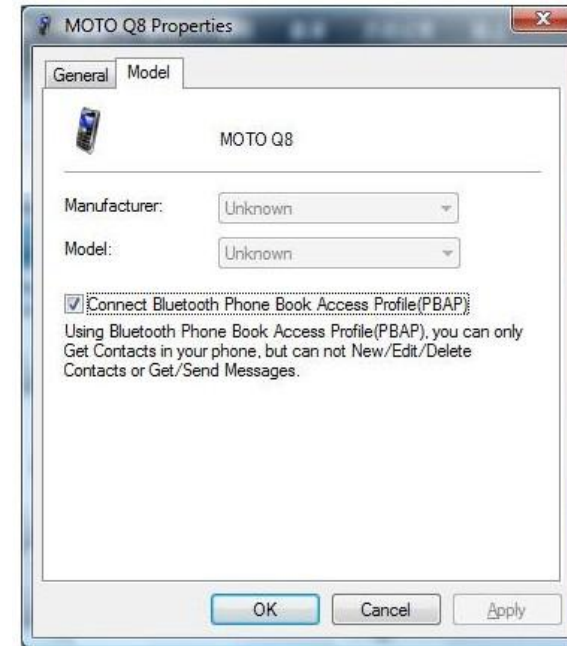 MOTO Q8 Properties
General
Model
MOTO Q8
Manufacturer:
Unknown
Model:
Unknown
Connect Bluetooth Phone Book Access Profile(PBAP)
Using Bluetooth Phone Book Access Profile(PBAP), you can only
Get Contacts in your phone, but can not New/Edit/Delete
Contacts or Get/Send Messages.
OK
Cancel
Apply